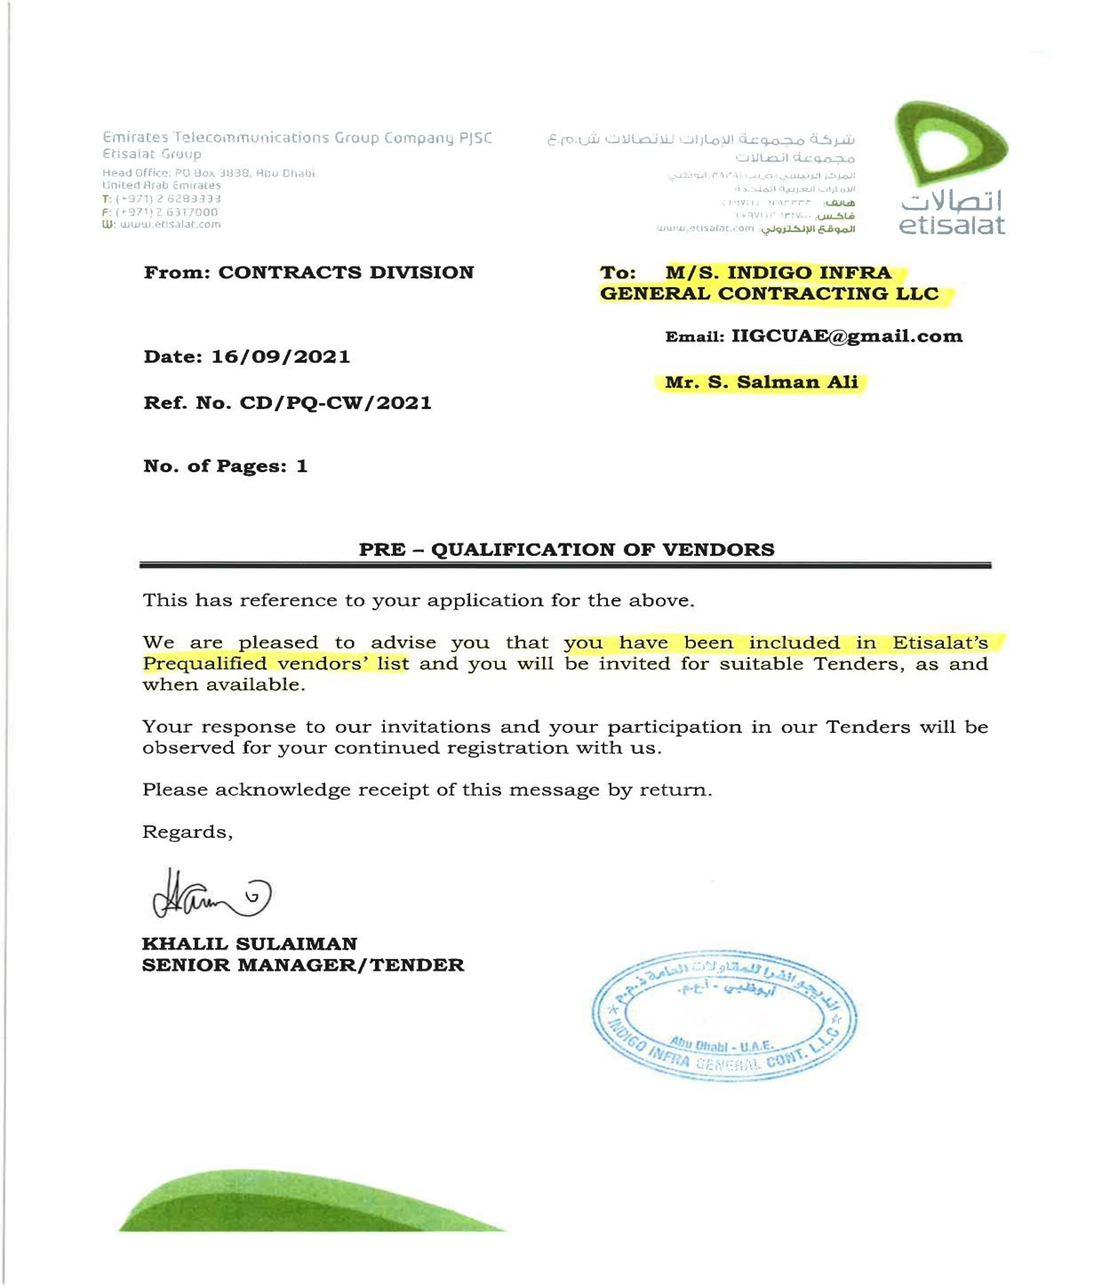 Emirates Telecommunications Group Company PJSC
Etisalat Group
Head Office: PO Box 3838, Abu Dhabi
United Arab Emirates
T: (+971) 2 6283333
F: (+971) 2 6317000
W: www.etisalat.com
شركة مجموعة الإمارات للاتصالات ش.م.ع
مجموعة اتصالات
المركز الرئيسي: ص.ب ٣٨٣٨، أبوظبي
الإمارات العربية المتحدة
هاتف:
فاكس:
الموقع الإلكتروني: www.etisalat.com
اتصالات
etisalat
From: CONTRACTS DIVISION
To: M/S. INDIGO INFRA
GENERAL CONTRACTING LLC
Email: IIGCUAE@gmail.com
Date: 16/09/2021
Mr. S. Salman Ali
Ref. No. CD/PQ-CW/2021
No. of Pages: 1
PRE – QUALIFICATION OF VENDORS
This has reference to your application for the above.
We are pleased to advise you that you have been included in Etisalat's
Prequalified vendors' list and you will be invited for suitable Tenders, as and
when available.
Your response to our invitations and your participation in our Tenders will be
observed for your continued registration with us.
Please acknowledge receipt of this message by return.
Regards,
KHALIL SULAIMAN
SENIOR MANAGER/TENDER
انديجو انفرا للمقاولات العامة ذ.م.م
أبوظبي - أ.ع.م.
Abu Dhabi - U.A.E.
INDIGO INFRA GENERAL CONT. L.L.C